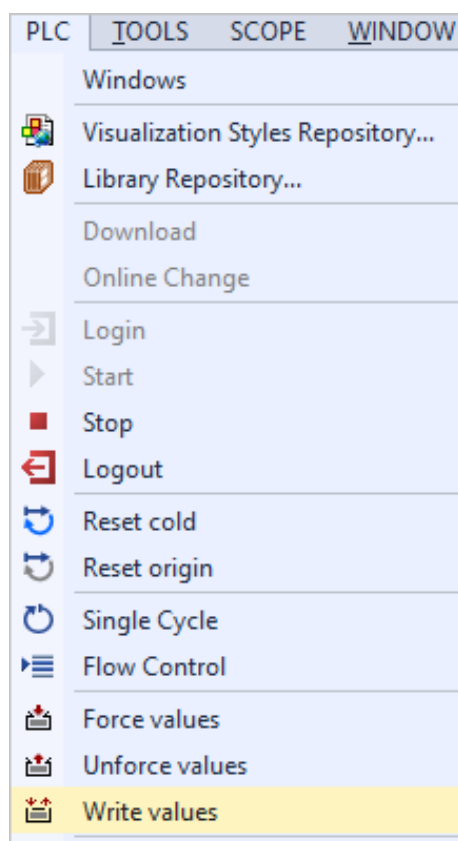 PLC TOOLS SCOPE WINDOW
Windows
Visualization Styles Repository...
Library Repository...
Download
Online Change
Login
Start
Stop
Logout
Reset cold
Reset origin
Single Cycle
Flow Control
Force values
Unforce values
Write values